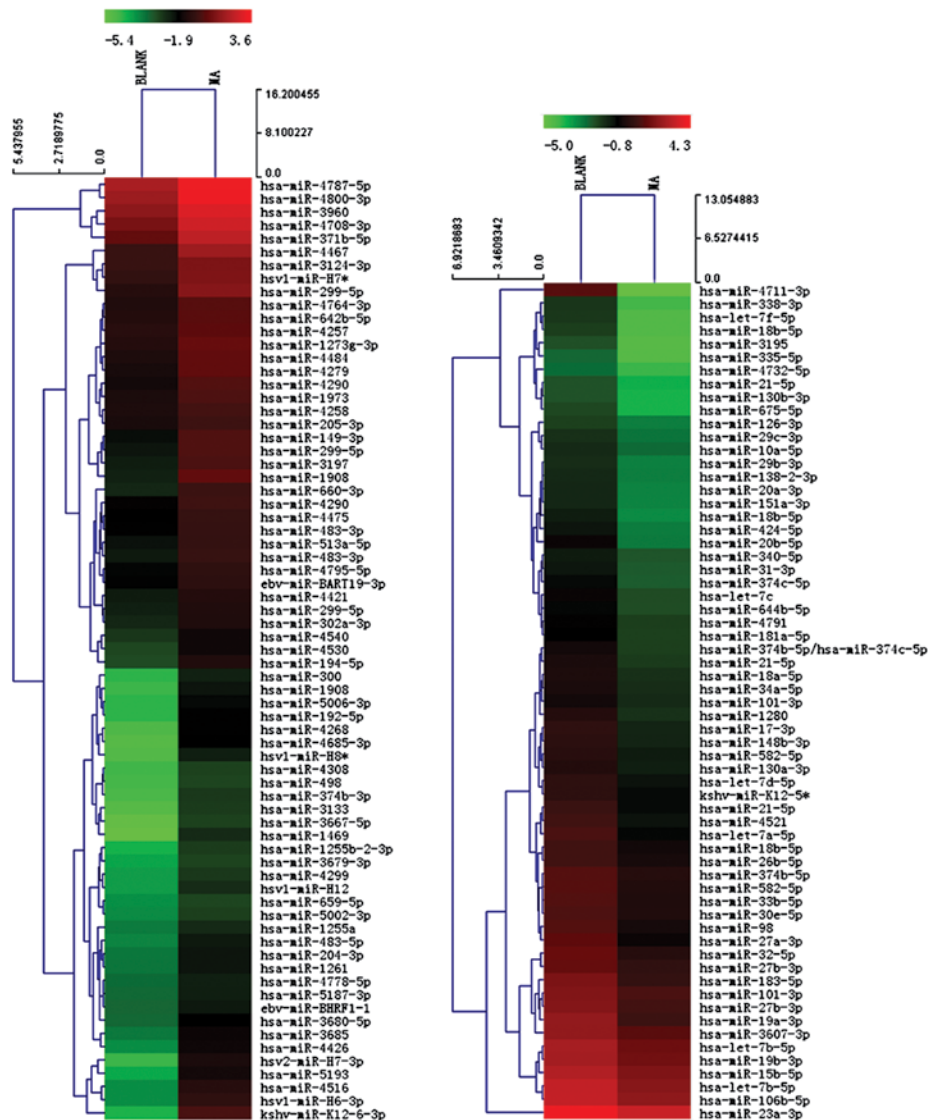 -5.4 -1.9 3.6
BLANK
MA
16.200455
8.100227
0.0
5.437955
2.7189775
0.0
hsa-miR-4787-5p
hsa-miR-4800-3p
hsa-miR-3960
hsa-miR-4708-3p
hsa-miR-371b-5p
hsa-miR-4467
hsa-miR-3124-3p
hsv1-miR-H7*
hsa-miR-299-5p
hsa-miR-4764-3p
hsa-miR-642b-5p
hsa-miR-4257
hsa-miR-1273g-3p
hsa-miR-4484
hsa-miR-4279
hsa-miR-4290
hsa-miR-1973
hsa-miR-4258
hsa-miR-205-3p
hsa-miR-149-3p
hsa-miR-299-5p
hsa-miR-3197
hsa-miR-1908
hsa-miR-660-3p
hsa-miR-4290
hsa-miR-4475
hsa-miR-483-3p
hsa-miR-513a-5p
hsa-miR-483-3p
hsa-miR-4795-5p
ebv-miR-BART19-3p
hsa-miR-4421
hsa-miR-299-5p
hsa-miR-302a-3p
hsa-miR-4540
hsa-miR-4530
hsa-miR-194-5p
hsa-miR-300
hsa-miR-1908
hsa-miR-5006-3p
hsa-miR-192-5p
hsa-miR-4268
hsa-miR-4685-3p
hsv1-miR-H8*
hsa-miR-4308
hsa-miR-498
hsa-miR-374b-3p
hsa-miR-3133
hsa-miR-3667-5p
hsa-miR-1469
hsa-miR-1255b-2-3p
hsa-miR-3679-3p
hsa-miR-4299
hsv1-miR-H12
hsa-miR-659-5p
hsa-miR-5002-3p
hsa-miR-1255a
hsa-miR-483-5p
hsa-miR-204-3p
hsa-miR-1261
hsa-miR-4778-5p
hsa-miR-5187-3p
ebv-miR-BHRF1-1
hsa-miR-3680-5p
hsa-miR-3685
hsa-miR-4426
hsv2-miR-H7-3p
hsa-miR-5193
hsa-miR-4516
hsv1-miR-H6-3p
kshv-miR-K12-6-3p
-5.0 -0.8 4.3
BLANK
MA
13.054883
6.5274415
0.0
6.9218683
3.4609342
0.0
hsa-miR-4711-3p
hsa-miR-338-3p
hsa-let-7f-5p
hsa-miR-18b-5p
hsa-miR-3195
hsa-miR-335-5p
hsa-miR-4732-5p
hsa-miR-21-5p
hsa-miR-130b-3p
hsa-miR-675-5p
hsa-miR-126-3p
hsa-miR-29c-3p
hsa-miR-10a-5p
hsa-miR-29b-3p
hsa-miR-138-2-3p
hsa-miR-20a-3p
hsa-miR-151a-3p
hsa-miR-18b-5p
hsa-miR-424-5p
hsa-miR-20b-5p
hsa-miR-340-5p
hsa-miR-31-3p
hsa-miR-374c-5p
hsa-let-7c
hsa-miR-644b-5p
hsa-miR-4791
hsa-miR-181a-5p
hsa-miR-374b-5p/hsa-miR-374c-5p
hsa-miR-21-5p
hsa-miR-18a-5p
hsa-miR-34a-5p
hsa-miR-101-3p
hsa-miR-1280
hsa-miR-17-3p
hsa-miR-148b-3p
hsa-miR-582-5p
hsa-miR-130a-3p
hsa-let-7d-5p
kshv-miR-K12-5*
hsa-miR-21-5p
hsa-miR-4521
hsa-let-7a-5p
hsa-miR-18b-5p
hsa-miR-26b-5p
hsa-miR-374b-5p
hsa-miR-582-5p
hsa-miR-33b-5p
hsa-miR-30e-5p
hsa-miR-98
hsa-miR-27a-3p
hsa-miR-32-5p
hsa-miR-27b-3p
hsa-miR-183-5p
hsa-miR-101-3p
hsa-miR-27b-3p
hsa-miR-19a-3p
hsa-miR-3607-3p
hsa-let-7b-5p
hsa-miR-19b-3p
hsa-miR-15b-5p
hsa-let-7b-5p
hsa-miR-106b-5p
hsa-miR-23a-3p